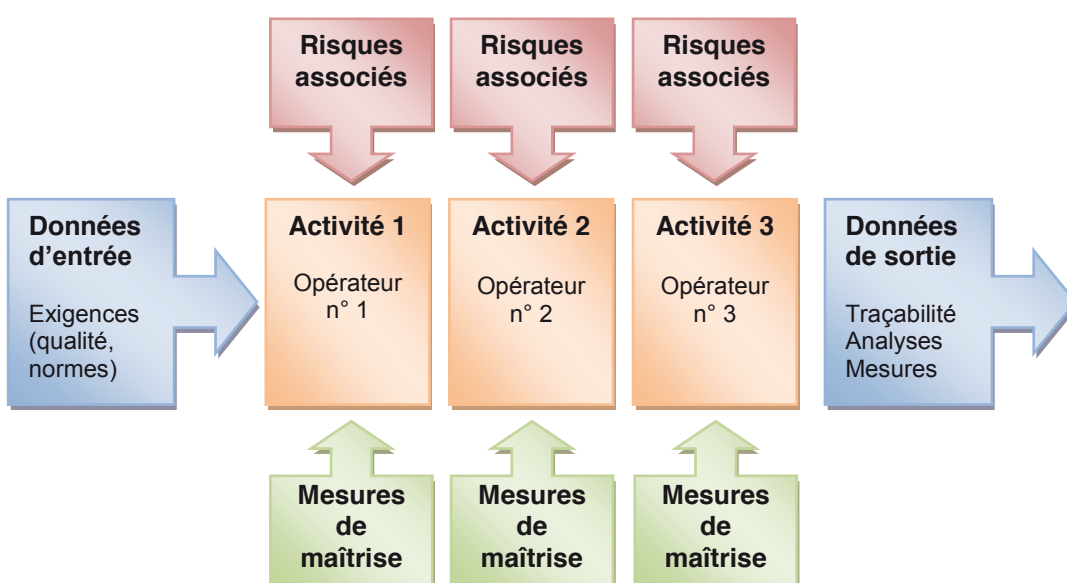 Risques
associés
Risques
associés
Risques
associés
Données
d’entrée
Exigences
(qualité,
normes)
Activité 1
Opérateur
n° 1
Activité 2
Opérateur
n° 2
Activité 3
Opérateur
n° 3
Données
de sortie
Traçabilité
Analyses
Mesures
Mesures
de
maîtrise
Mesures
de
maîtrise
Mesures
de
maîtrise